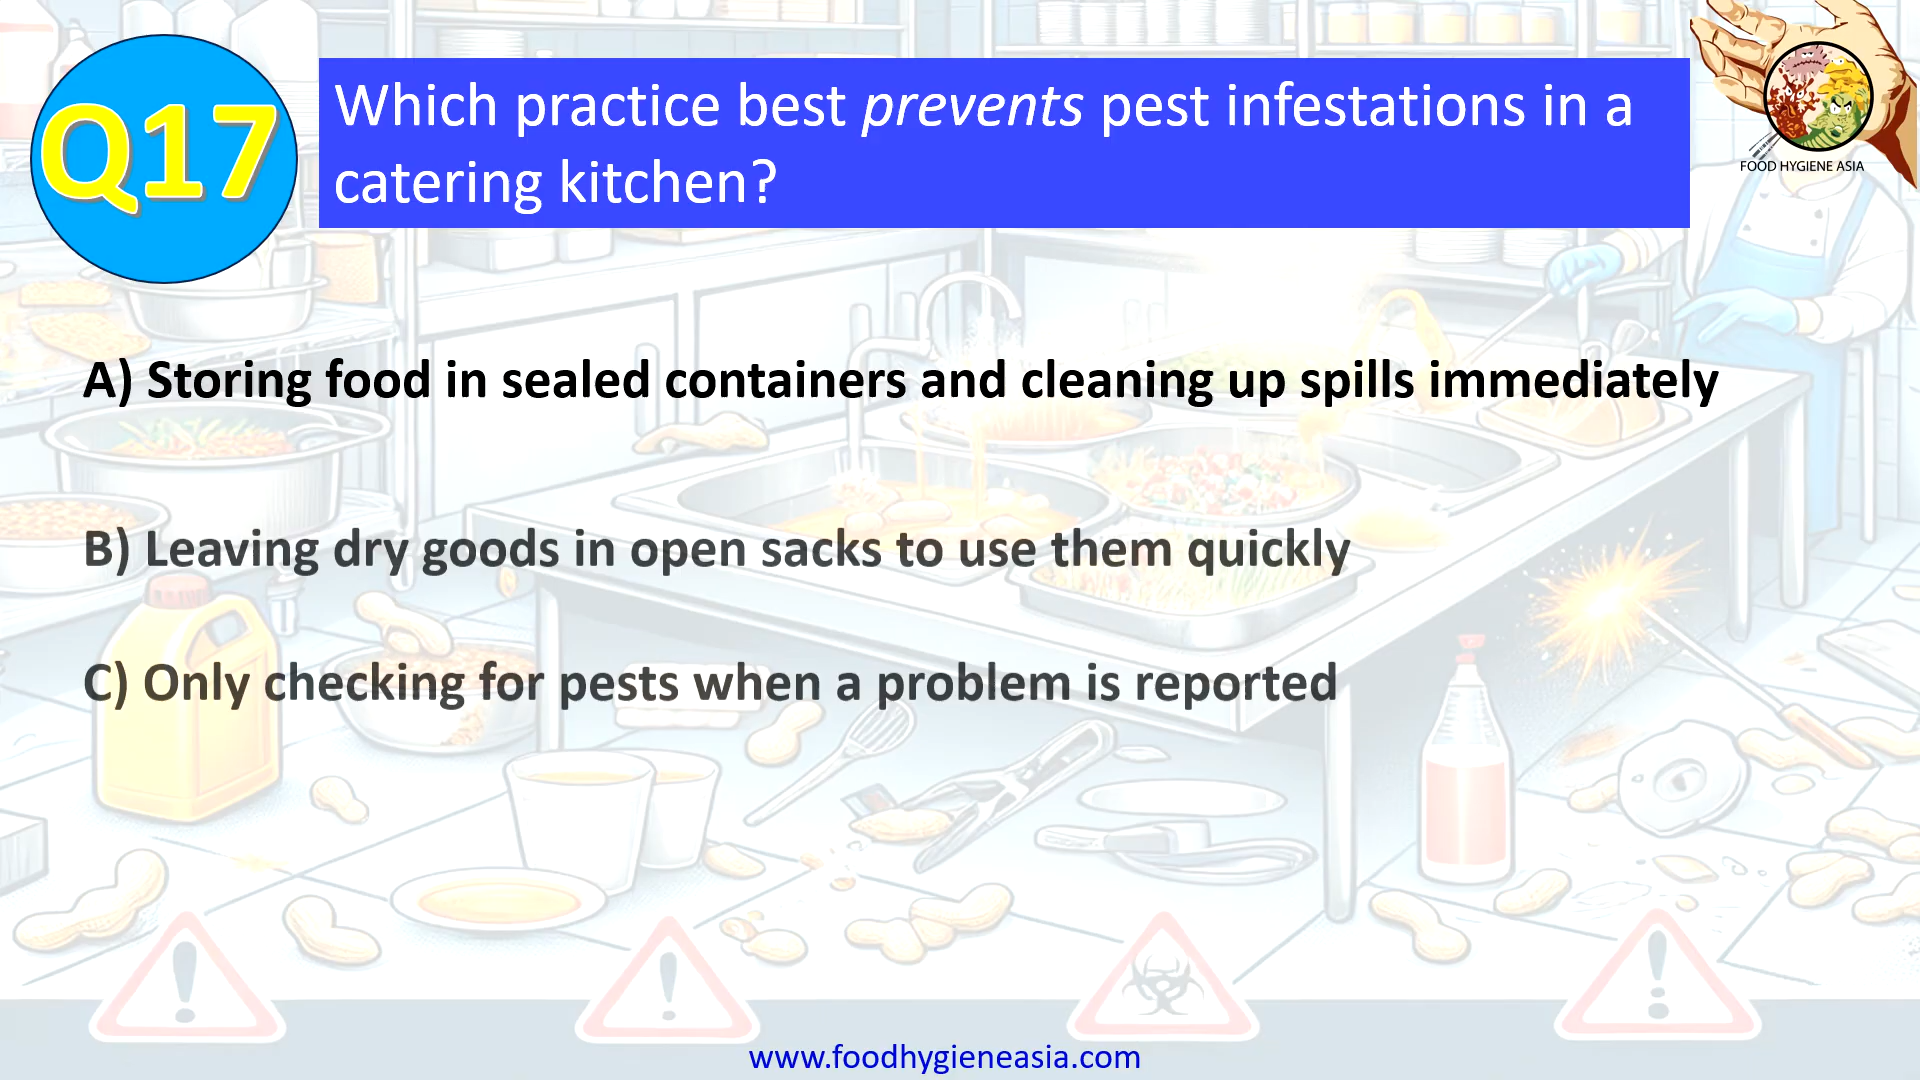 Q17
Which practice best prevents pest infestations in a
catering kitchen?
FOOD HYGIENE ASIA
A) Storing food in sealed containers and cleaning up spills immediately
B) Leaving dry goods in open sacks to use them quickly
C) Only checking for pests when a problem is reported
www.foodhygieneasia.com